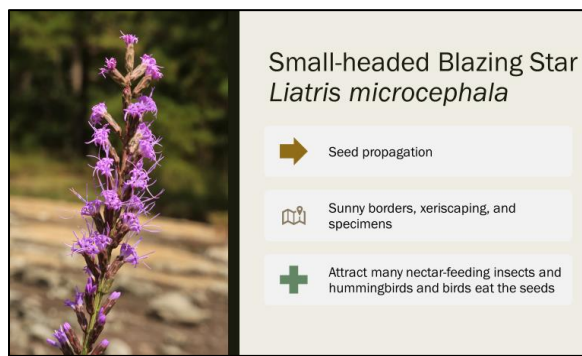 Small-headed Blazing Star
Liatris microcephala
Seed propagation
Sunny borders, xeriscaping, and
specimens
Attract many nectar-feeding insects and
hummingbirds and birds eat the seeds